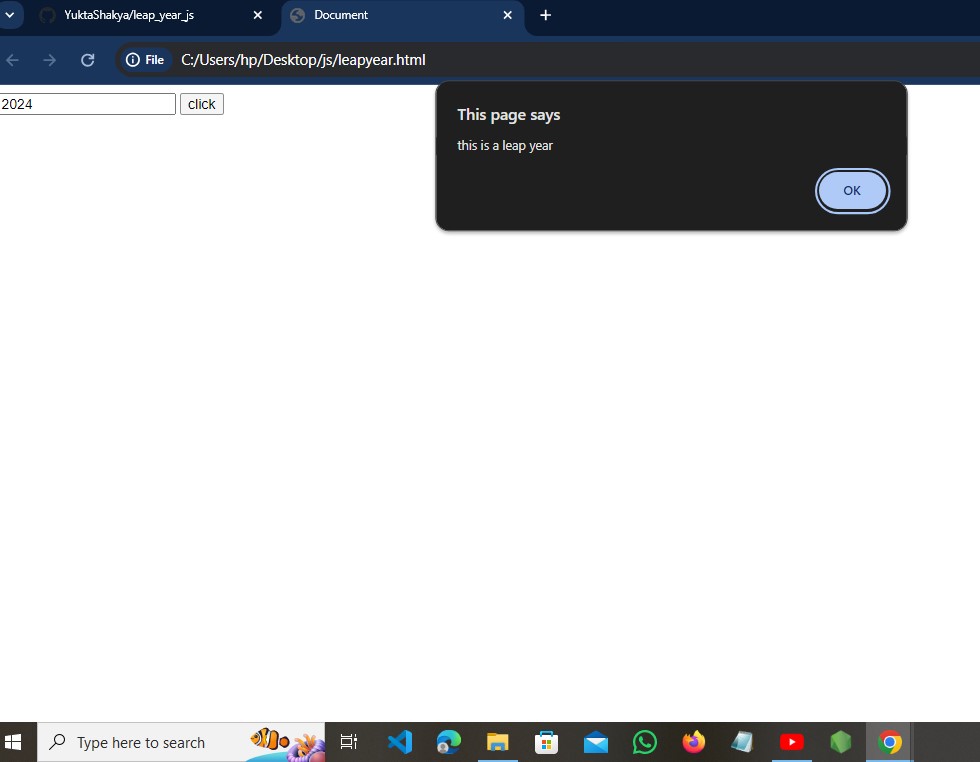 YuktaShakya/leap_year_js
Document
File
C:/Users/hp/Desktop/js/leapyear.html
2024
click
This page says
this is a leap year
OK
Type here to search